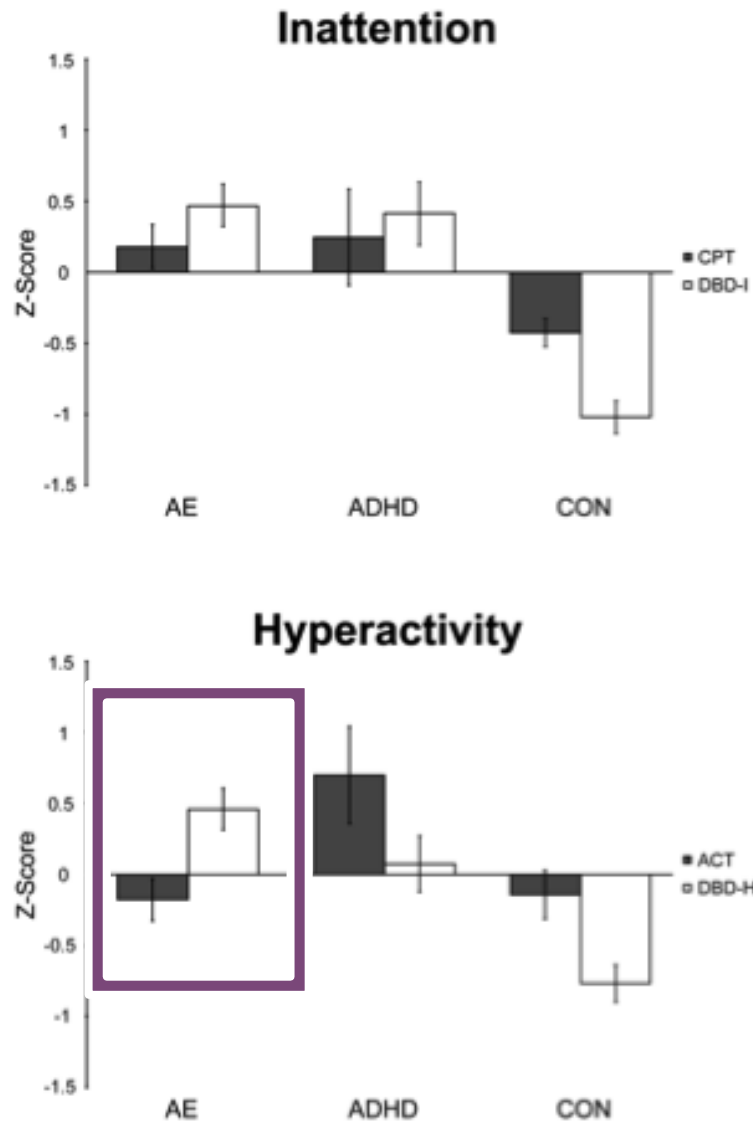 Inattention
1.5
1
0.5
0
-0.5
-1
-1.5
Z-Score
AE ADHD CON
CPT
DBD-I
Hyperactivity
1.5
1
0.5
0
-0.5
-1
-1.5
Z-Score
AE ADHD CON
ACT
DBD-H